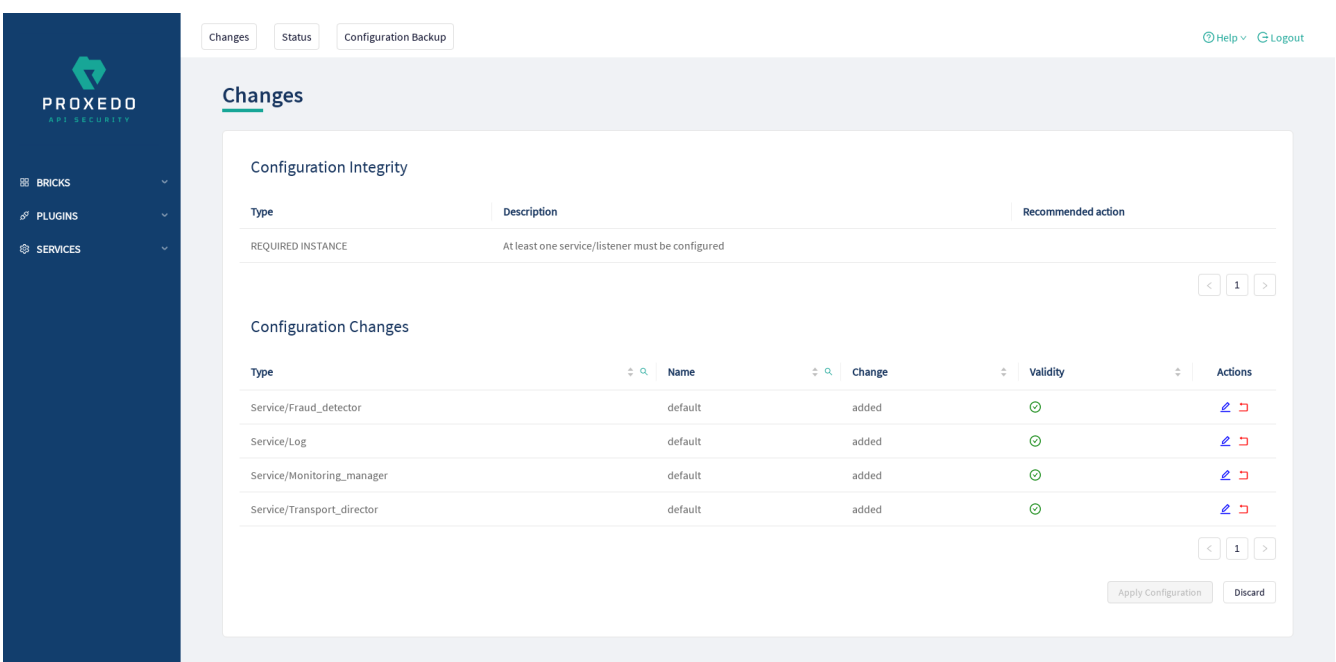 Changes Status Configuration Backup Help Logout
PROXEDO
API SECURITY
BRICKS
PLUGINS
SERVICES
Changes
Configuration Integrity
Type Description Recommended action
REQUIRED INSTANCE At least one service/listener must be configured
< 1 >
Configuration Changes
Type Name Change Validity Actions
Service/Fraud_detector default added
Service/Log default added
Service/Monitoring_manager default added
Service/Transport_director default added
< 1 >
Apply Configuration Discard